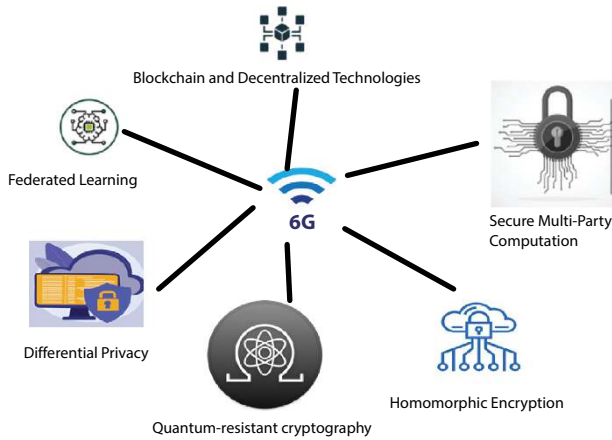 Blockchain and Decentralized Technologies
Federated Learning
6G
Secure Multi-Party
Computation
Differential Privacy
Homomorphic Encryption
Quantum-resistant cryptography